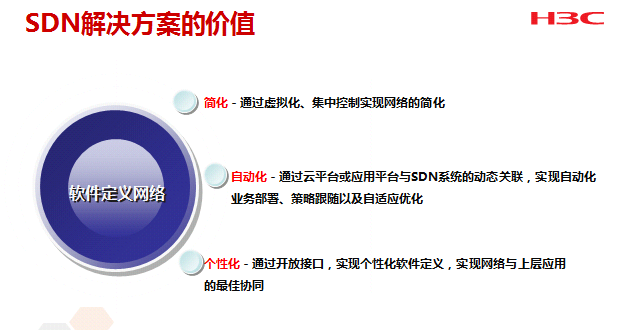 SDN解决方案的价值
H3C
简化 - 通过虚拟化、集中控制实现网络的简化
软件定义网络
自动化 - 通过云平台或应用平台与SDN系统的动态关联，实现自动化
业务部署、策略跟随以及自适应优化
个性化 - 通过开放接口，实现个性化软件定义，实现网络与上层应用
的最佳协同